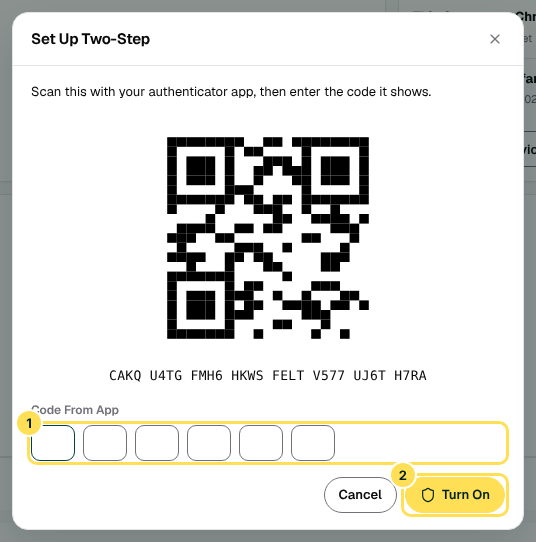 Set Up Two-Step
Scan this with your authenticator app, then enter the code it shows.
CAKQ U4TG FMH6 HKWS FELT V577 UJ6T H7RA
Code From App
1
2
Cancel
Turn On